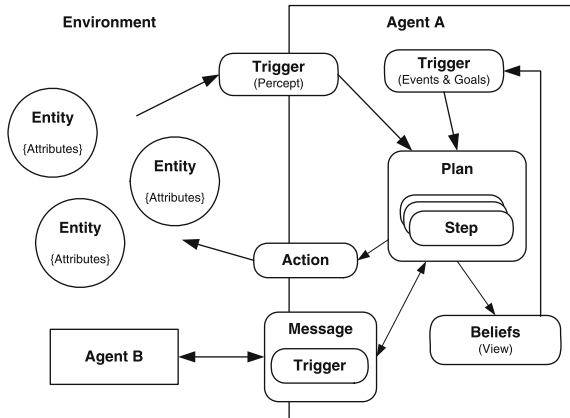 Environment
Agent A
Trigger
(Percept)
Trigger
(Events & Goals)
Entity
{Attributes}
Entity
{Attributes}
Entity
{Attributes}
Plan
Step
Action
Message
Trigger
Agent B
Beliefs
(View)